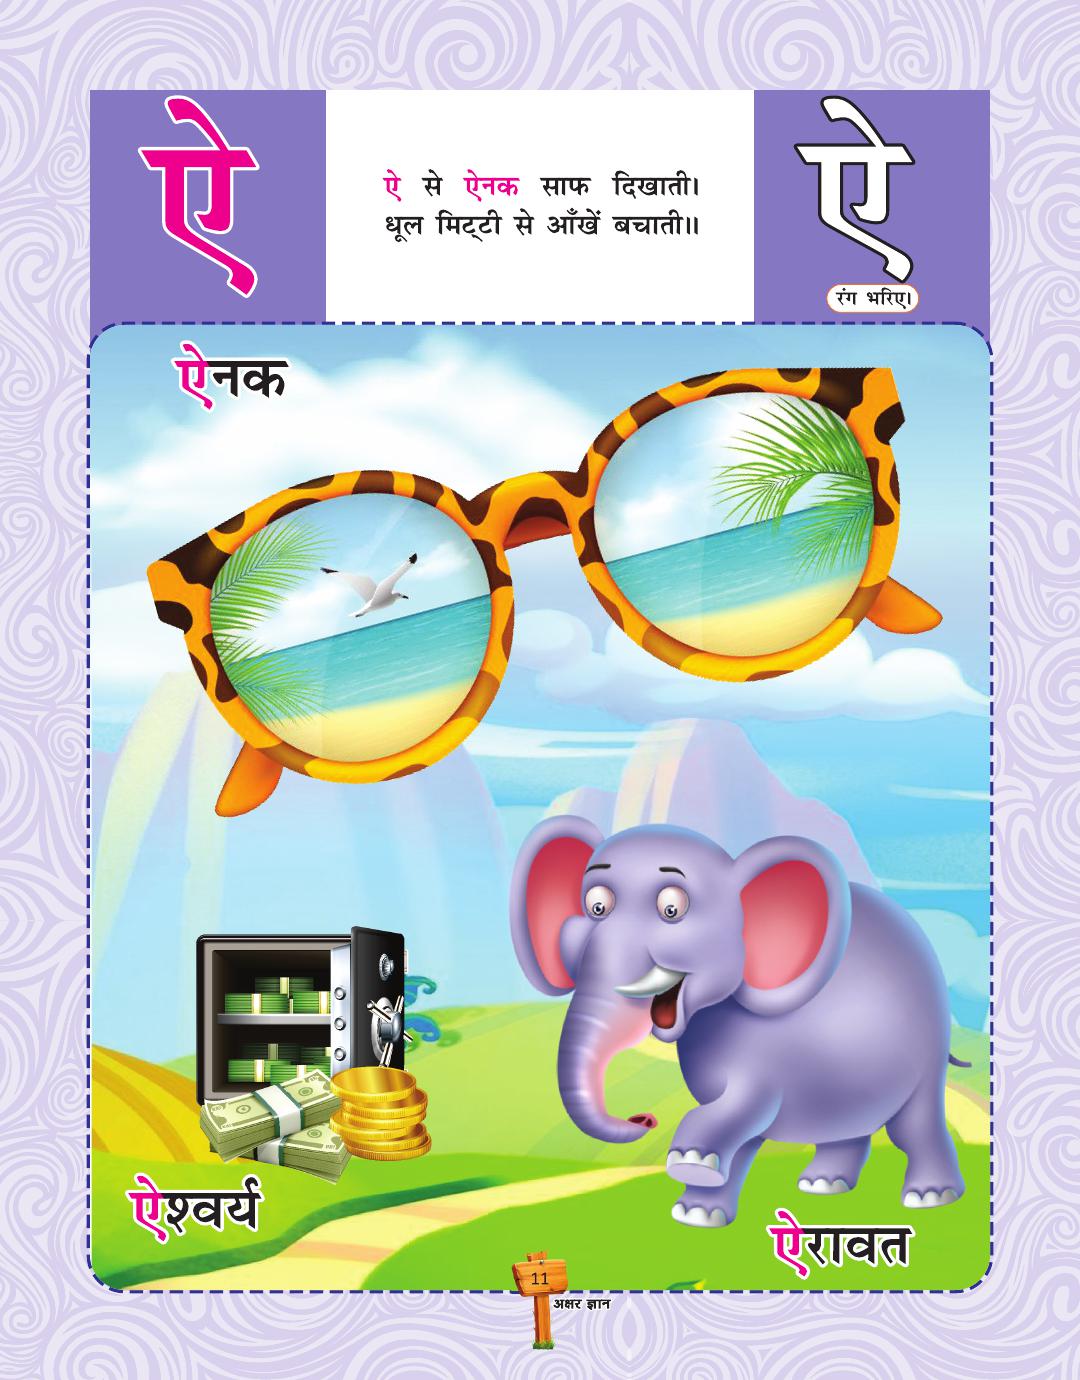 ऐ
ऐ से ऐनक साफ दिखाती।
धूल मिट्‌टी से आँखें बचाती॥
ऐ
रंग भरिए।
ऐनक
ऐश्वर्य
ऐरावत
11
अक्षर ज्ञान